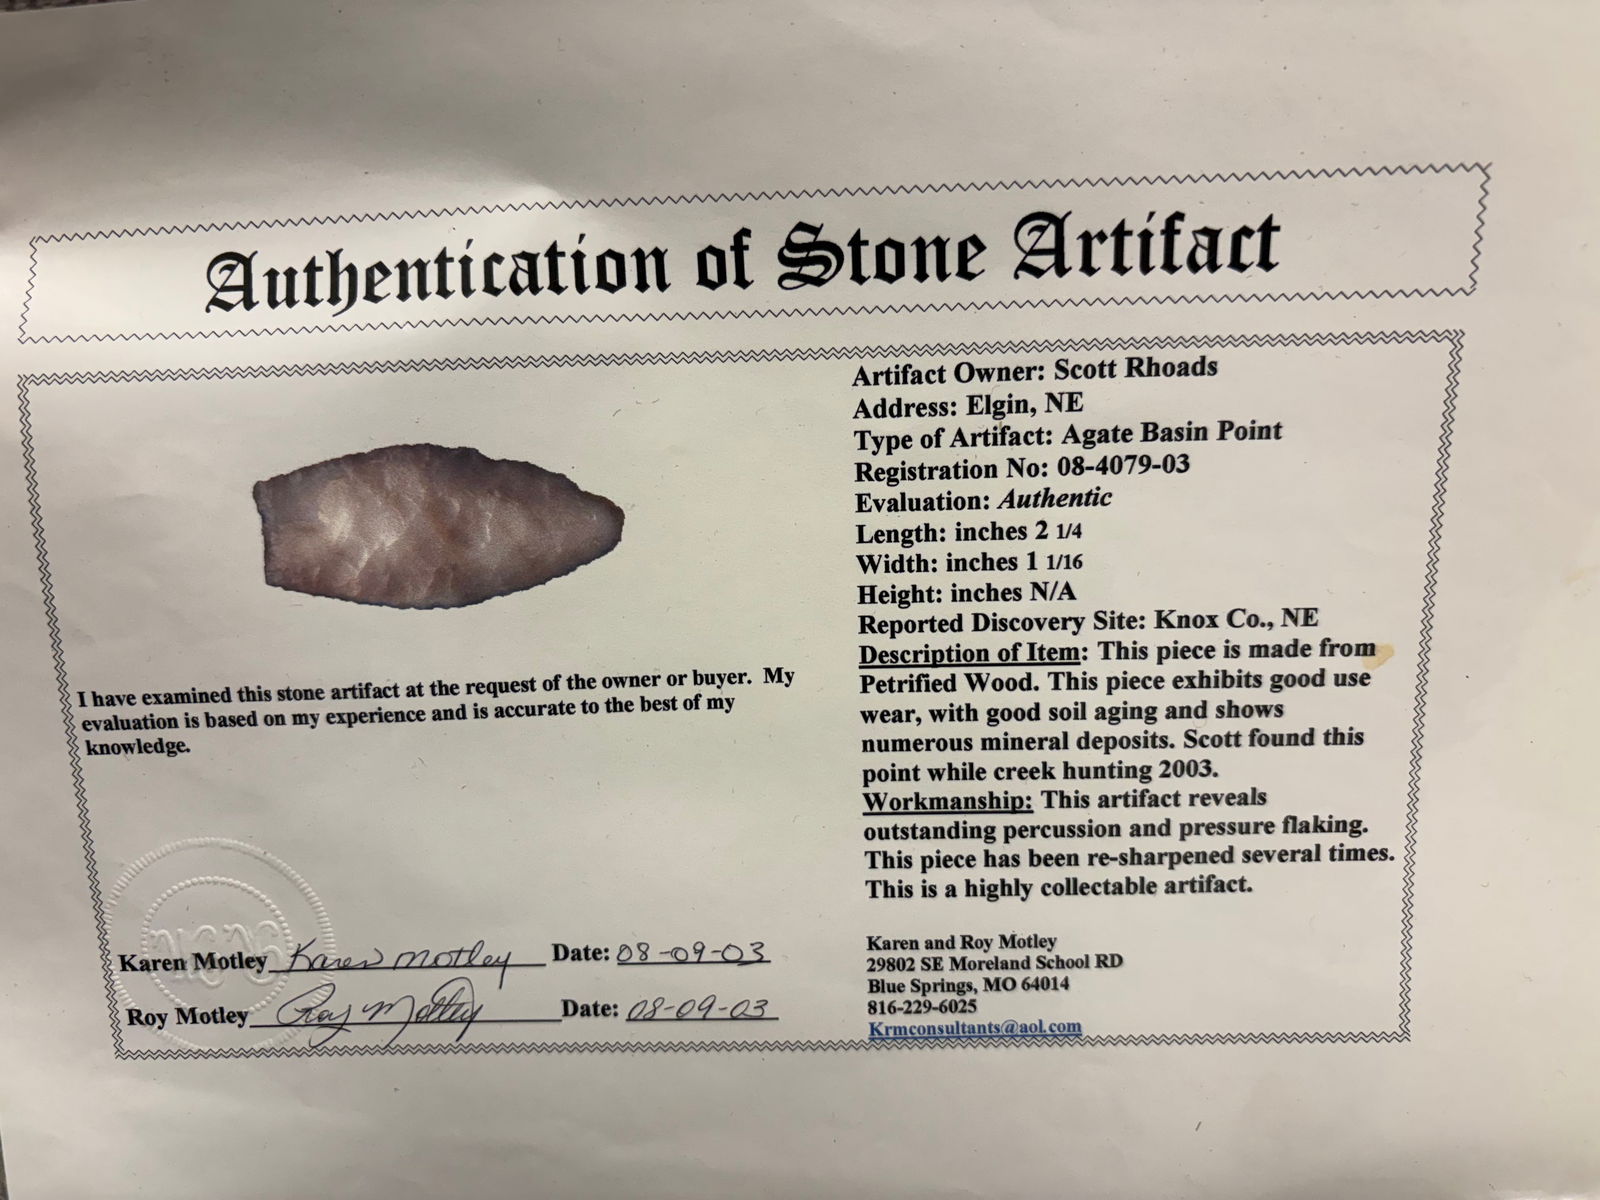 Authentication of Stone Artifact
I have examined this stone artifact at the request of the owner or buyer. My
evaluation is based on my experience and is accurate to the best of my
knowledge.
Karen Motley Karen Motley Date: 08-09-03
Roy Motley Roy Motley Date: 08-09-03
Artifact Owner: Scott Rhoads
Address: Elgin, NE
Type of Artifact: Agate Basin Point
Registration No: 08-4079-03
Evaluation: Authentic
Length: inches 2 1/4
Width: inches 1 1/16
Height: inches N/A
Reported Discovery Site: Knox Co., NE
Description of Item: This piece is made from
Petrified Wood. This piece exhibits good use
wear, with good soil aging and shows
numerous mineral deposits. Scott found this
point while creek hunting 2003.
Workmanship: This artifact reveals
outstanding percussion and pressure flaking.
This piece has been re-sharpened several times.
This is a highly collectable artifact.
Karen and Roy Motley
29802 SE Moreland School RD
Blue Springs, MO 64014
816-229-6025
Krmconsultants@aol.com